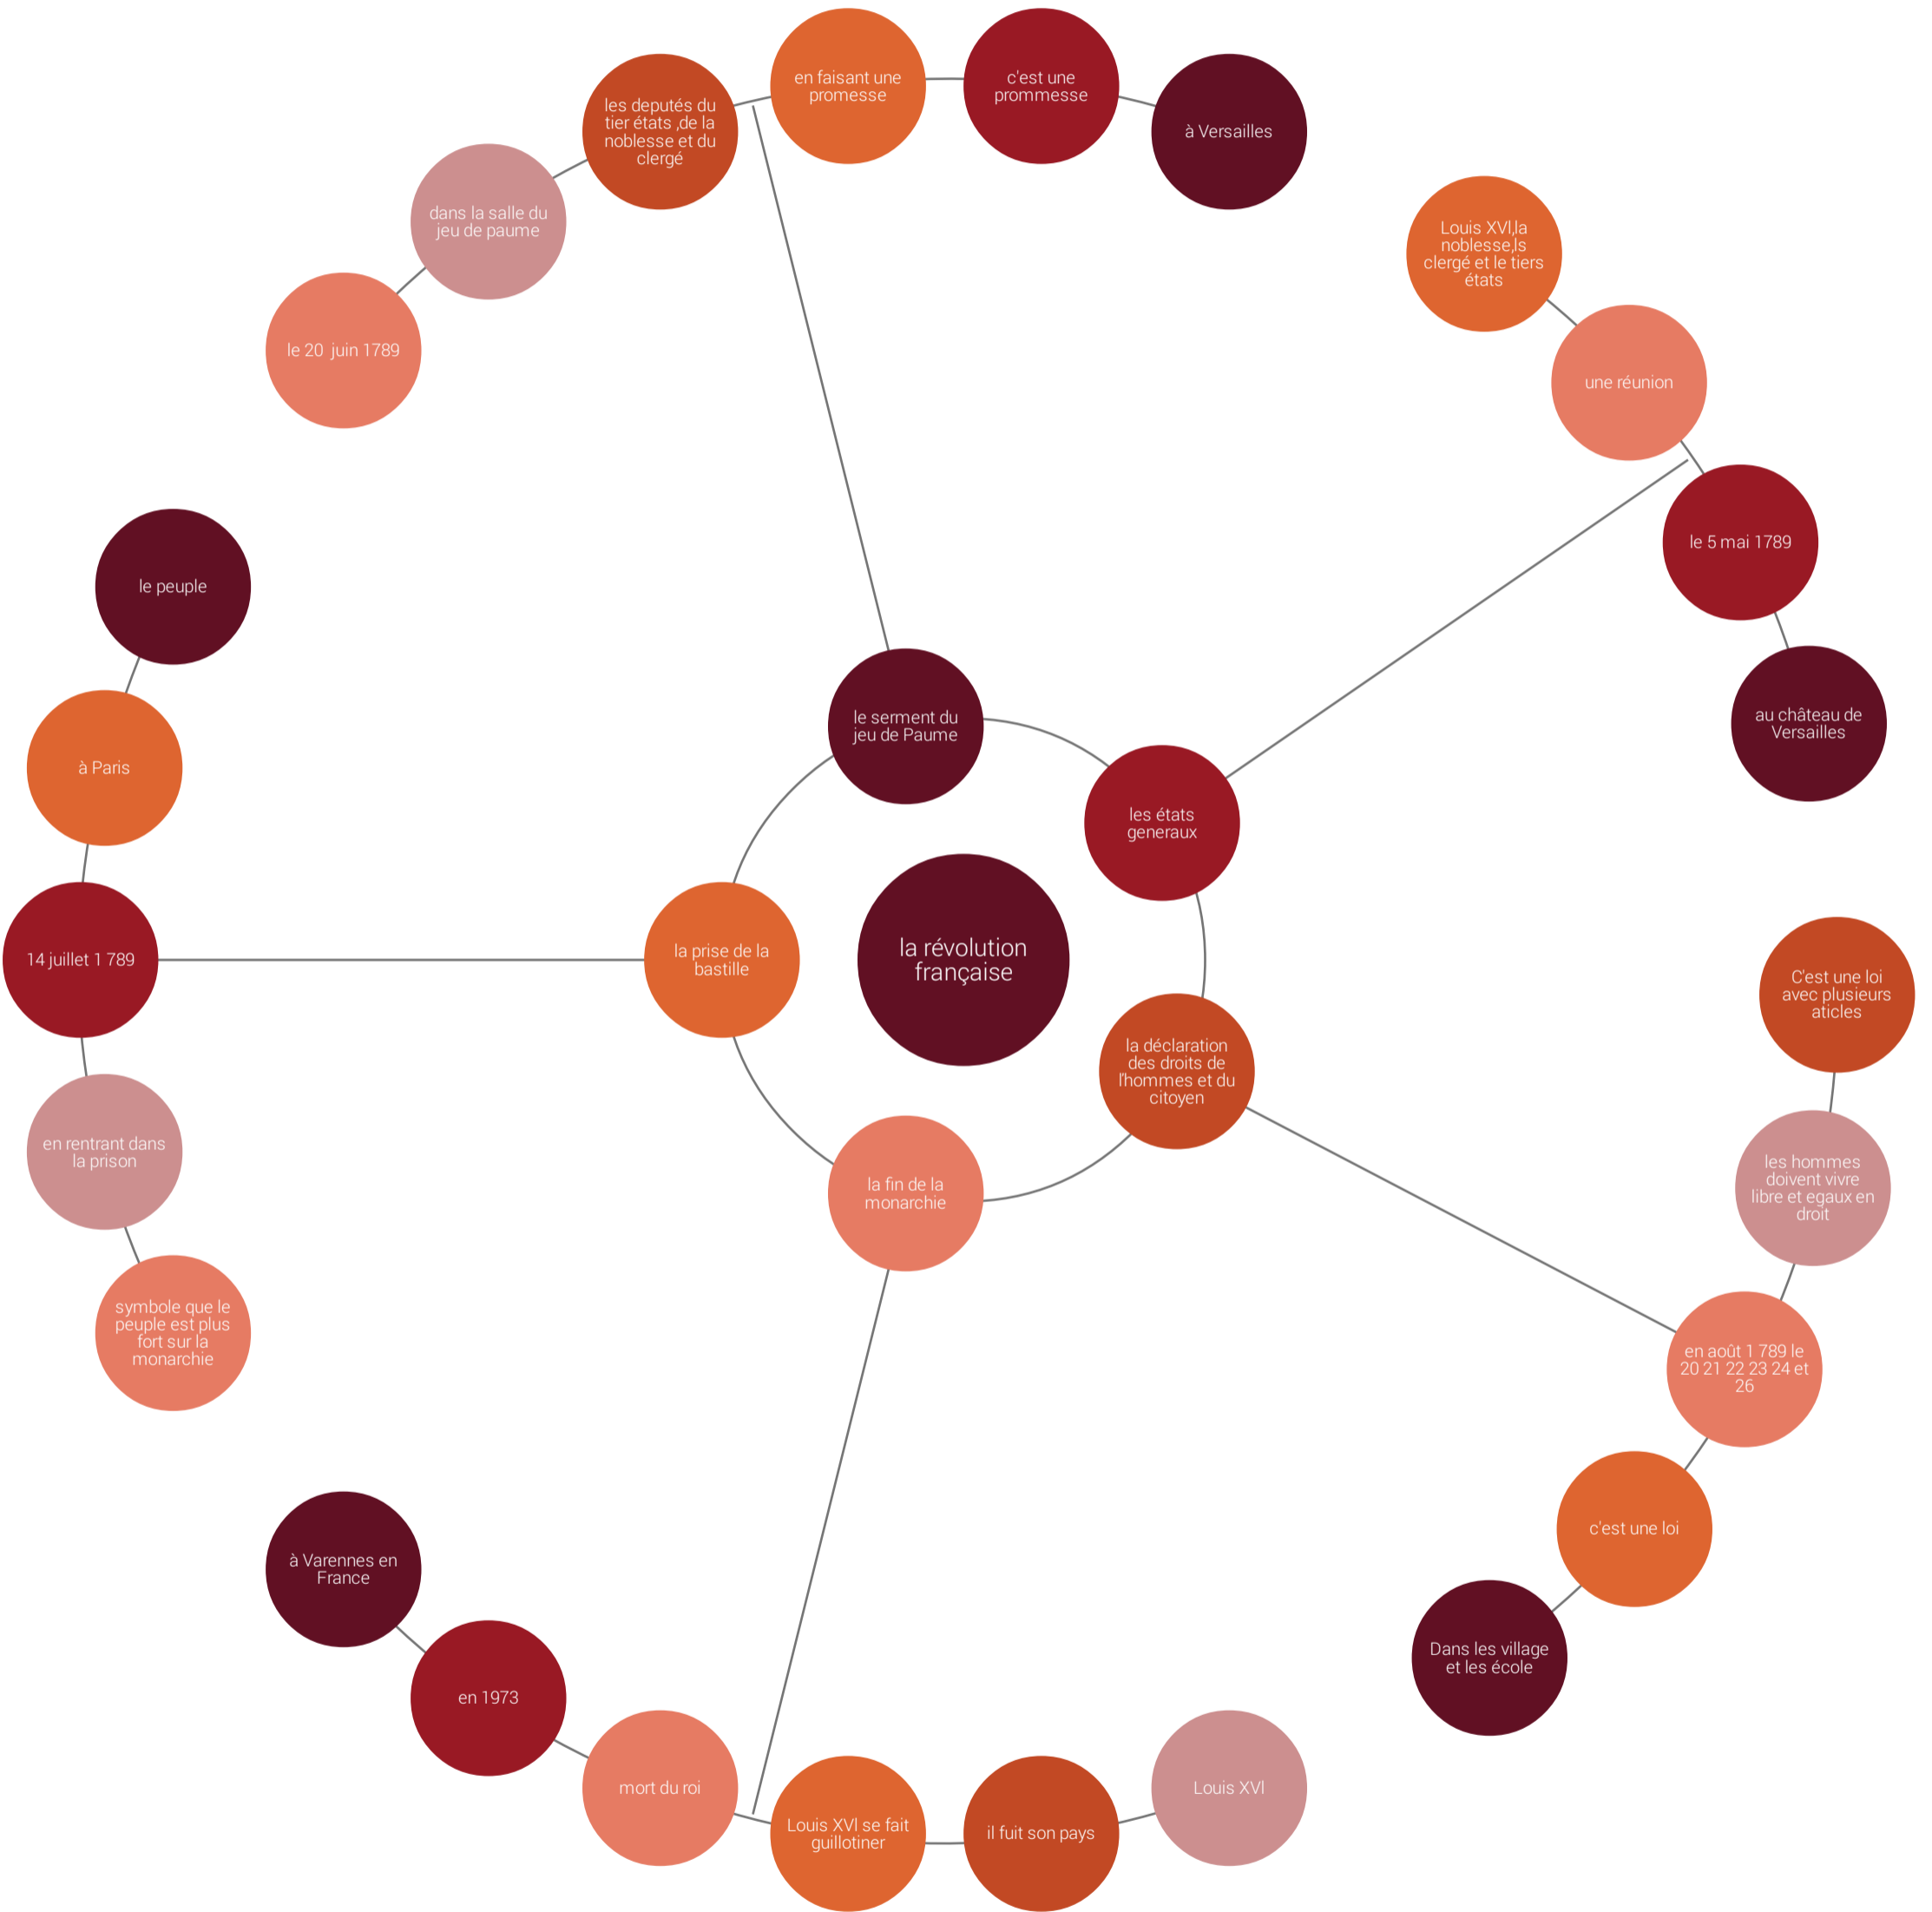 la révolution
française
le serment du
jeu de Paume
les états
generaux
la déclaration
des droits de
l'hommes et du
citoyen
la fin de la
monarchie
la prise de la
bastille
le 20  juin 1789
dans la salle du
jeu de paume
les deputés du
tier états ,de la
noblesse et du
clergé
en faisant une
promesse
c'est une
prommesse
à Versailles
Louis XVl,la
noblesse,ls
clergé et le tiers
états
une réunion
le 5 mai 1789
au château de
Versailles
C'est une loi
avec plusieurs
aticles
les hommes
doivent vivre
libre et egaux en
droit
en août 1 789 le
20 21 22 23 24 et
26
c'est une loi
Dans les village
et les école
Louis XVl
il fuit son pays
Louis XVl se fait
guillotiner
mort du roi
en 1973
à Varennes en
France
symbole que le
peuple est plus
fort sur la
monarchie
en rentrant dans
la prison
14 juillet 1 789
à Paris
le peuple